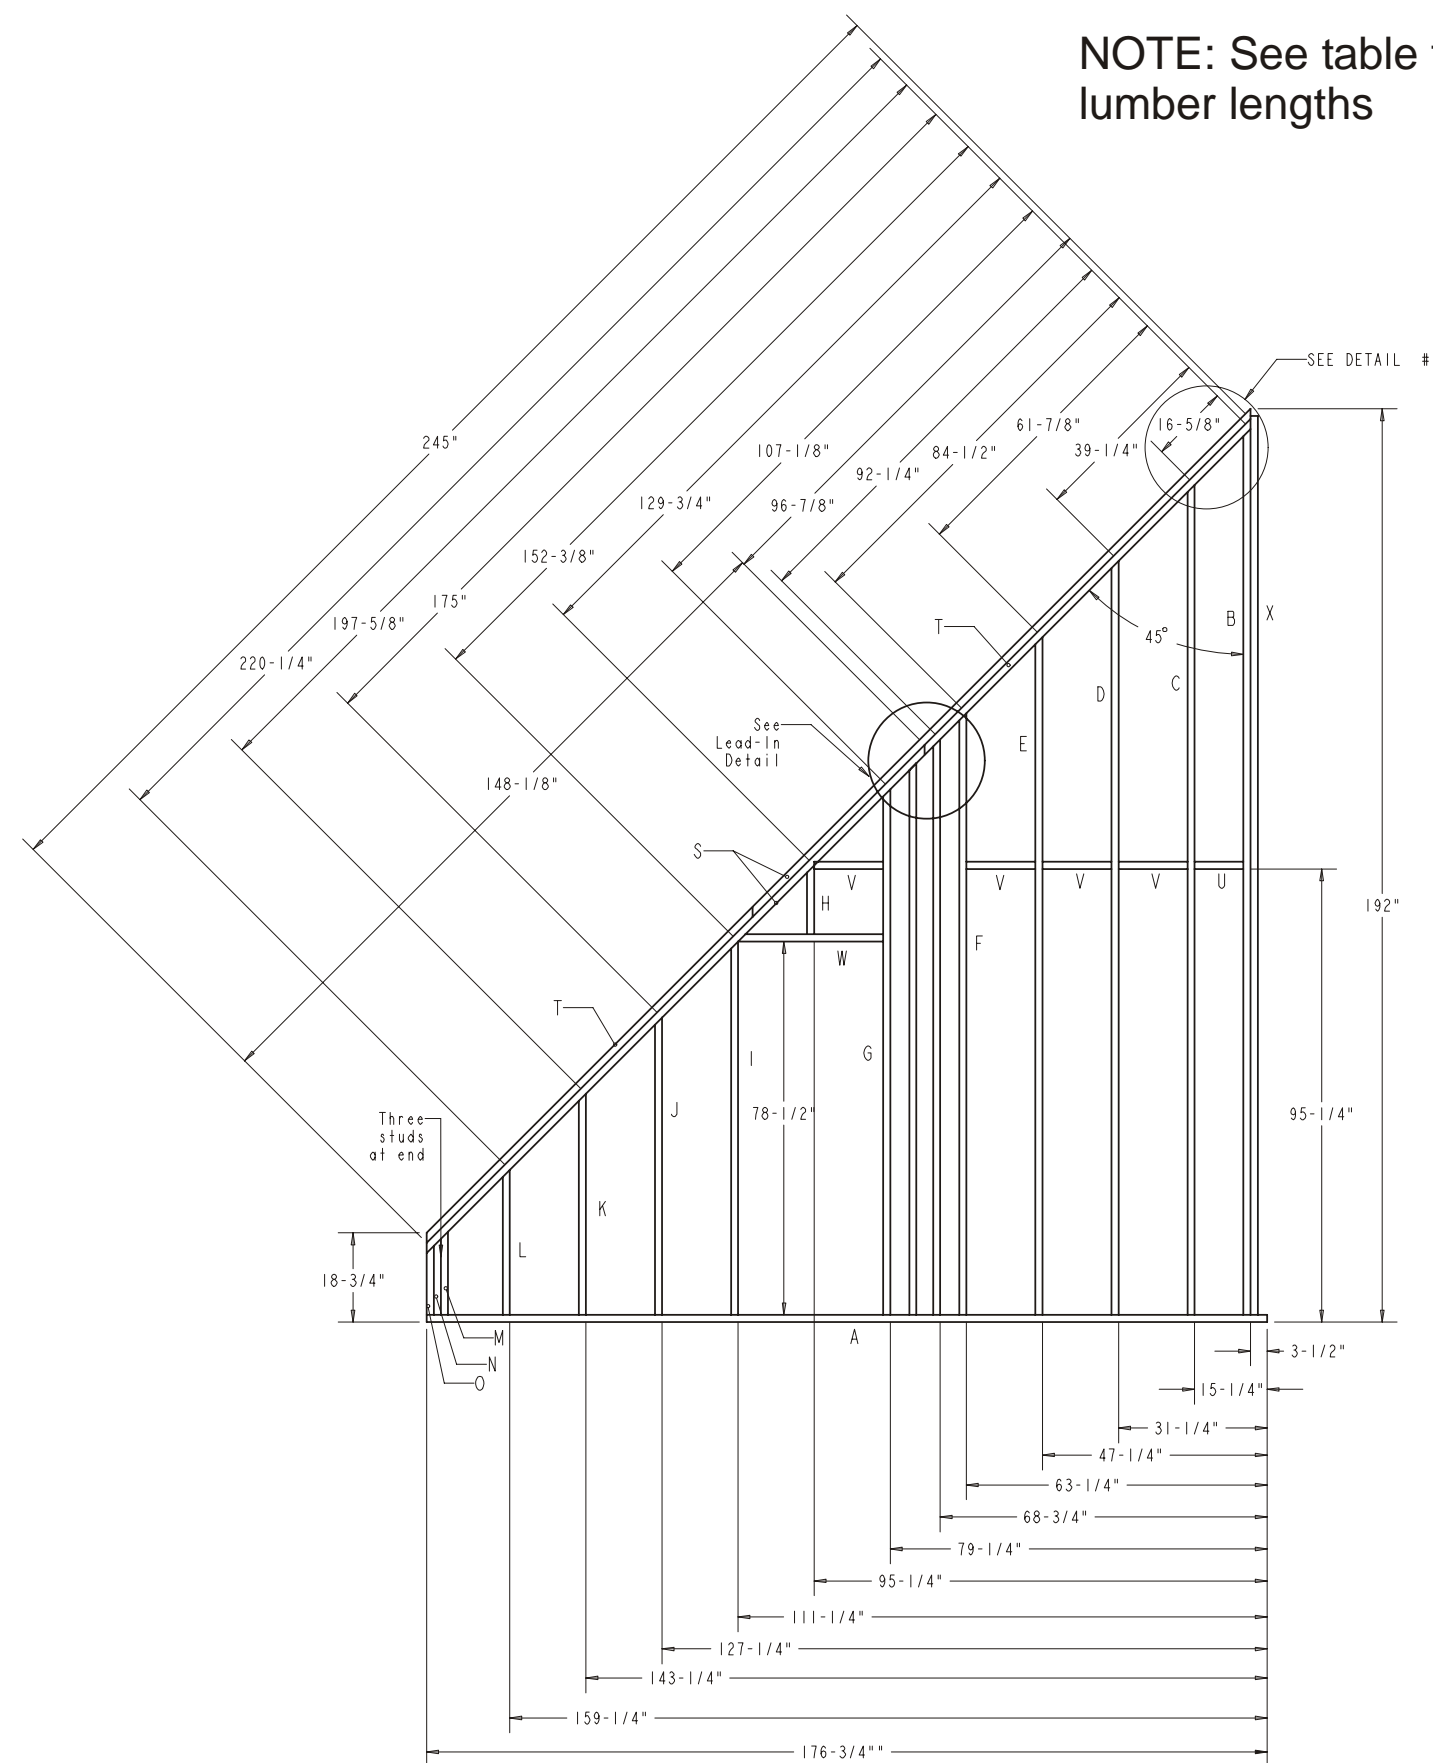 NOTE: See table
lumber lengths
SEE DETAIL #
245"
16-5/8"
61-7/8"
39-1/4"
107-1/8"
84-1/2"
92-1/4"
129-3/4"
96-7/8"
152-3/8"
175"
197-5/8"
220-1/4"
T
45°
B
X
C
D
See
Lead-In
Detail
E
148-1/8"
S
V
V
V
V
U
H
192"
W
F
T
I
G
J
78-1/2"
95-1/4"
Three
studs
at end
K
L
18-3/4"
M
A
N
O
3-1/2"
15-1/4"
31-1/4"
47-1/4"
63-1/4"
68-3/4"
79-1/4"
95-1/4"
111-1/4"
127-1/4"
143-1/4"
159-1/4"
176-3/4""